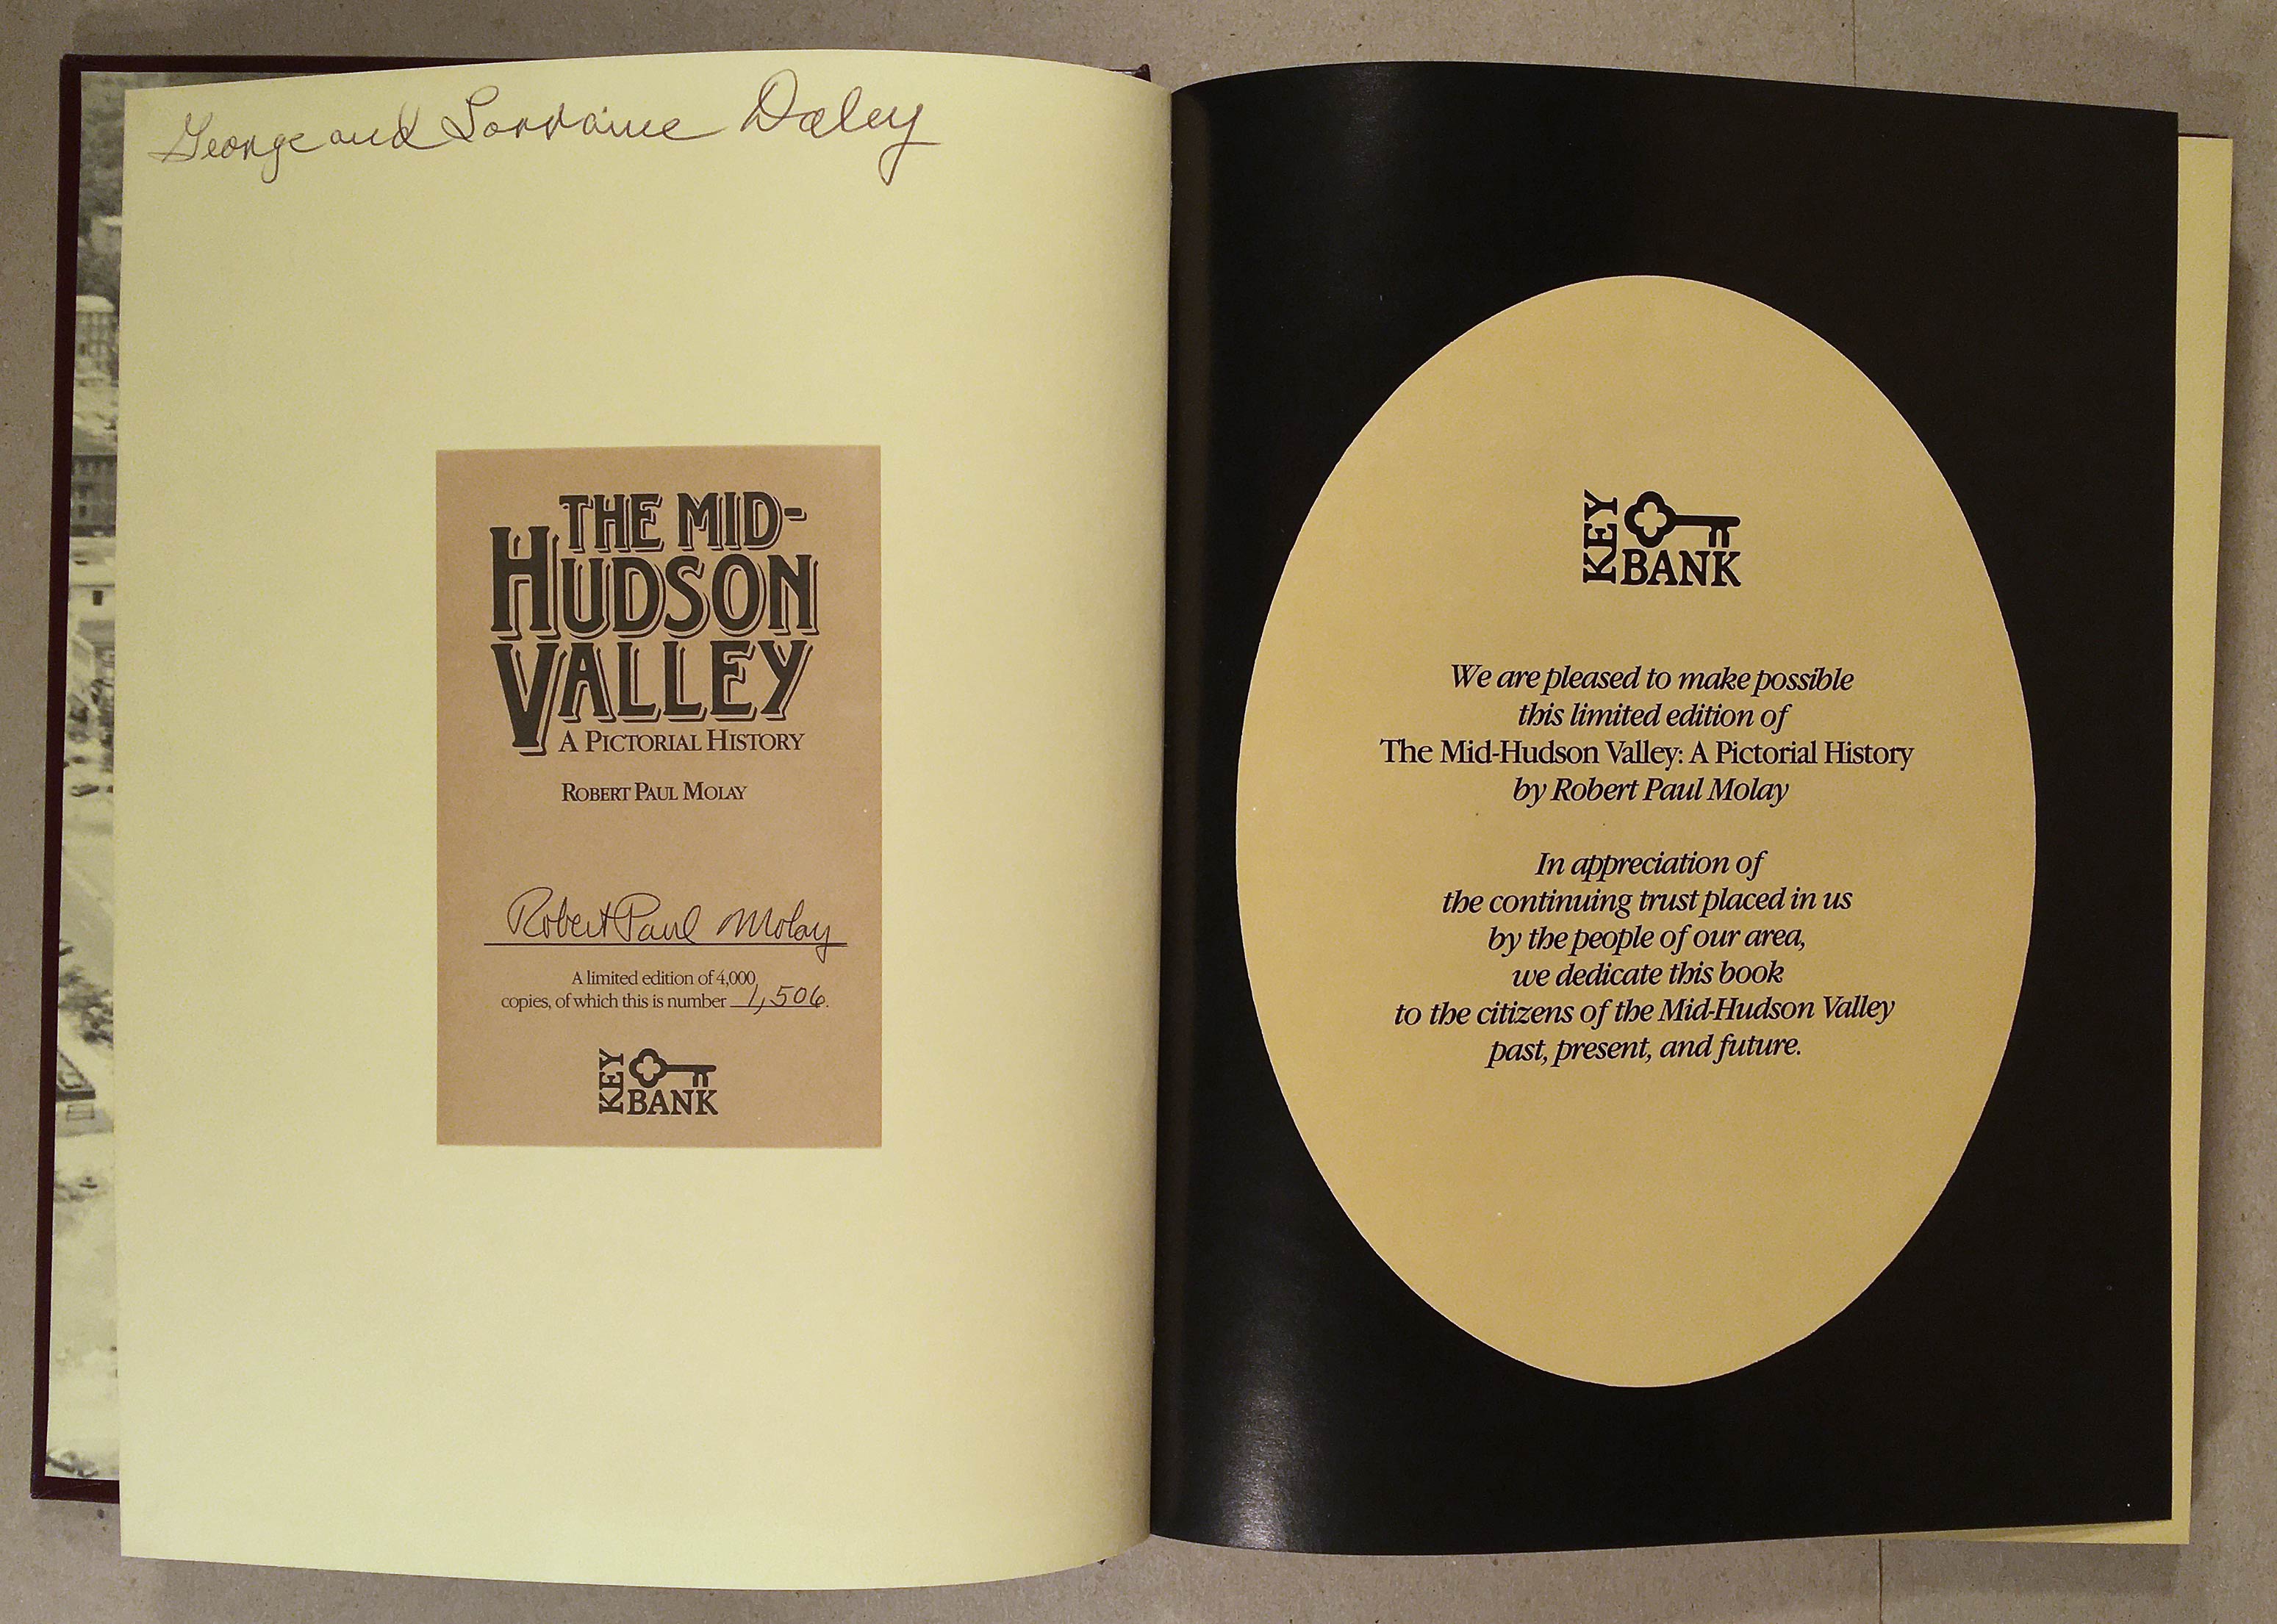 George and Lorraine Daley
THE MID-
HUDSON
VALLEY
A PICTORIAL HISTORY
ROBERT PAUL MOLAY
Robert Paul Molay
A limited edition of 4,000
copies, of which this is number 1,506.
KEY
BANK
KEY
BANK
We are pleased to make possible
this limited edition of
The Mid-Hudson Valley: A Pictorial History
by Robert Paul Molay
In appreciation of
the continuing trust placed in us
by the people of our area,
we dedicate this book
to the citizens of the Mid-Hudson Valley
past, present, and future.